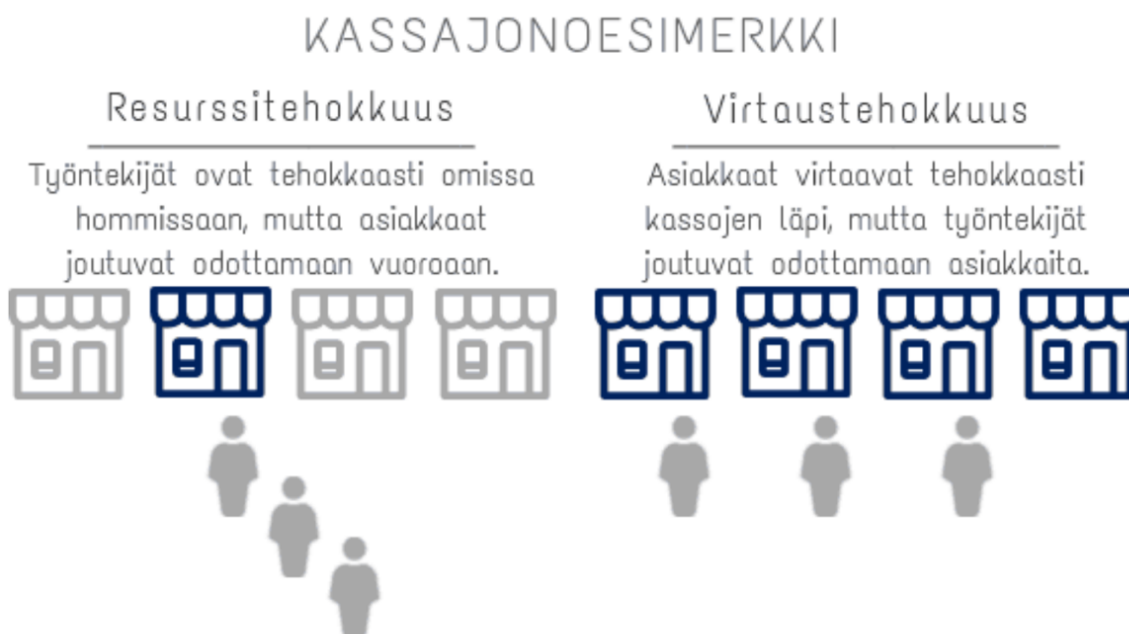 KASSAJONOESIMERKKI
Resurssitehokkuus
Työntekijät ovat tehokkaasti omissa
hommissaan, mutta asiakkaat
joutuvat odottamaan vuoroaan.
Virtaustehokkuus
Asiakkaat virtaavat tehokkaasti
kassojen läpi, mutta työntekijät
joutuvat odottamaan asiakkaita.